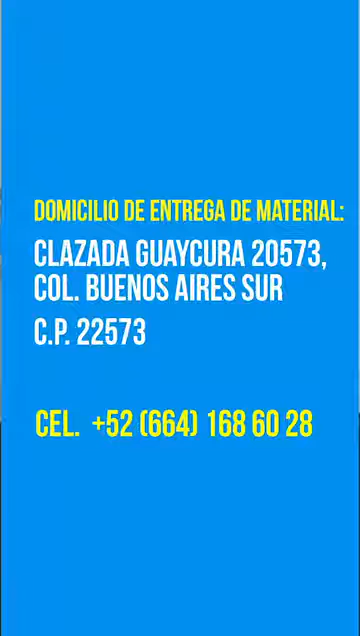 DOMICILIO DE ENTREGA DE MATERIAL:
CLAZADA GUAYCURA 20573,
COL. BUENOS AIRES SUR
C.P. 22573
CEL. +52 (664) 168 60 28